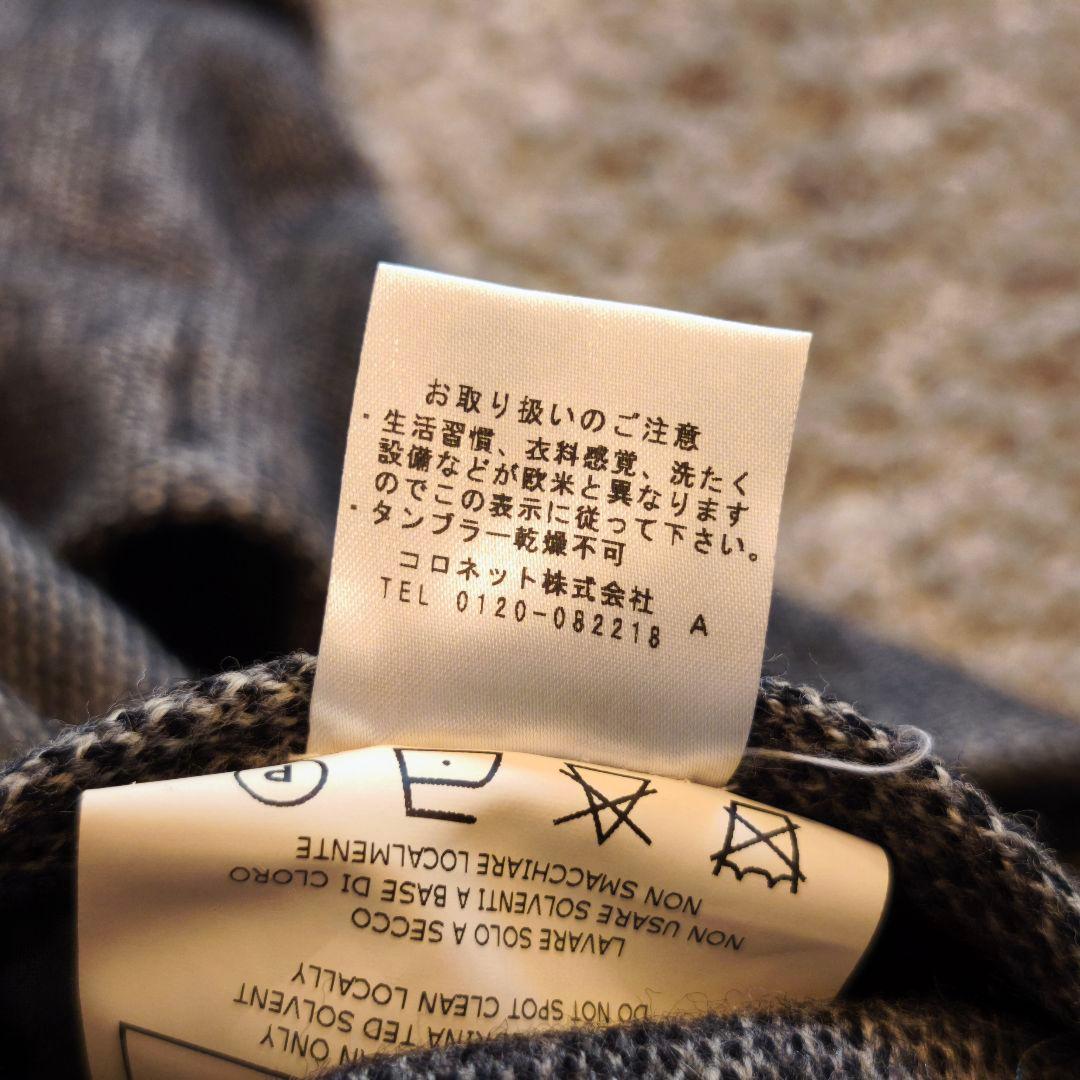 お取り扱いのご注意
・生活習慣、衣料感覚、洗たく
設備などが欧米と異なります
のでこの表示に従って下さい。
・タンブラー乾燥不可
コロネット株式会社
TEL 0120-082218 A
ONLY
TED SOLVENT
DO NOT SPOT CLEAN LOCALLY
LAVARE SOLO A SECCO
NON USARE SOLVENTI A BASE DI CLORO
NON SMACCHIARE LOCALMENTE
P